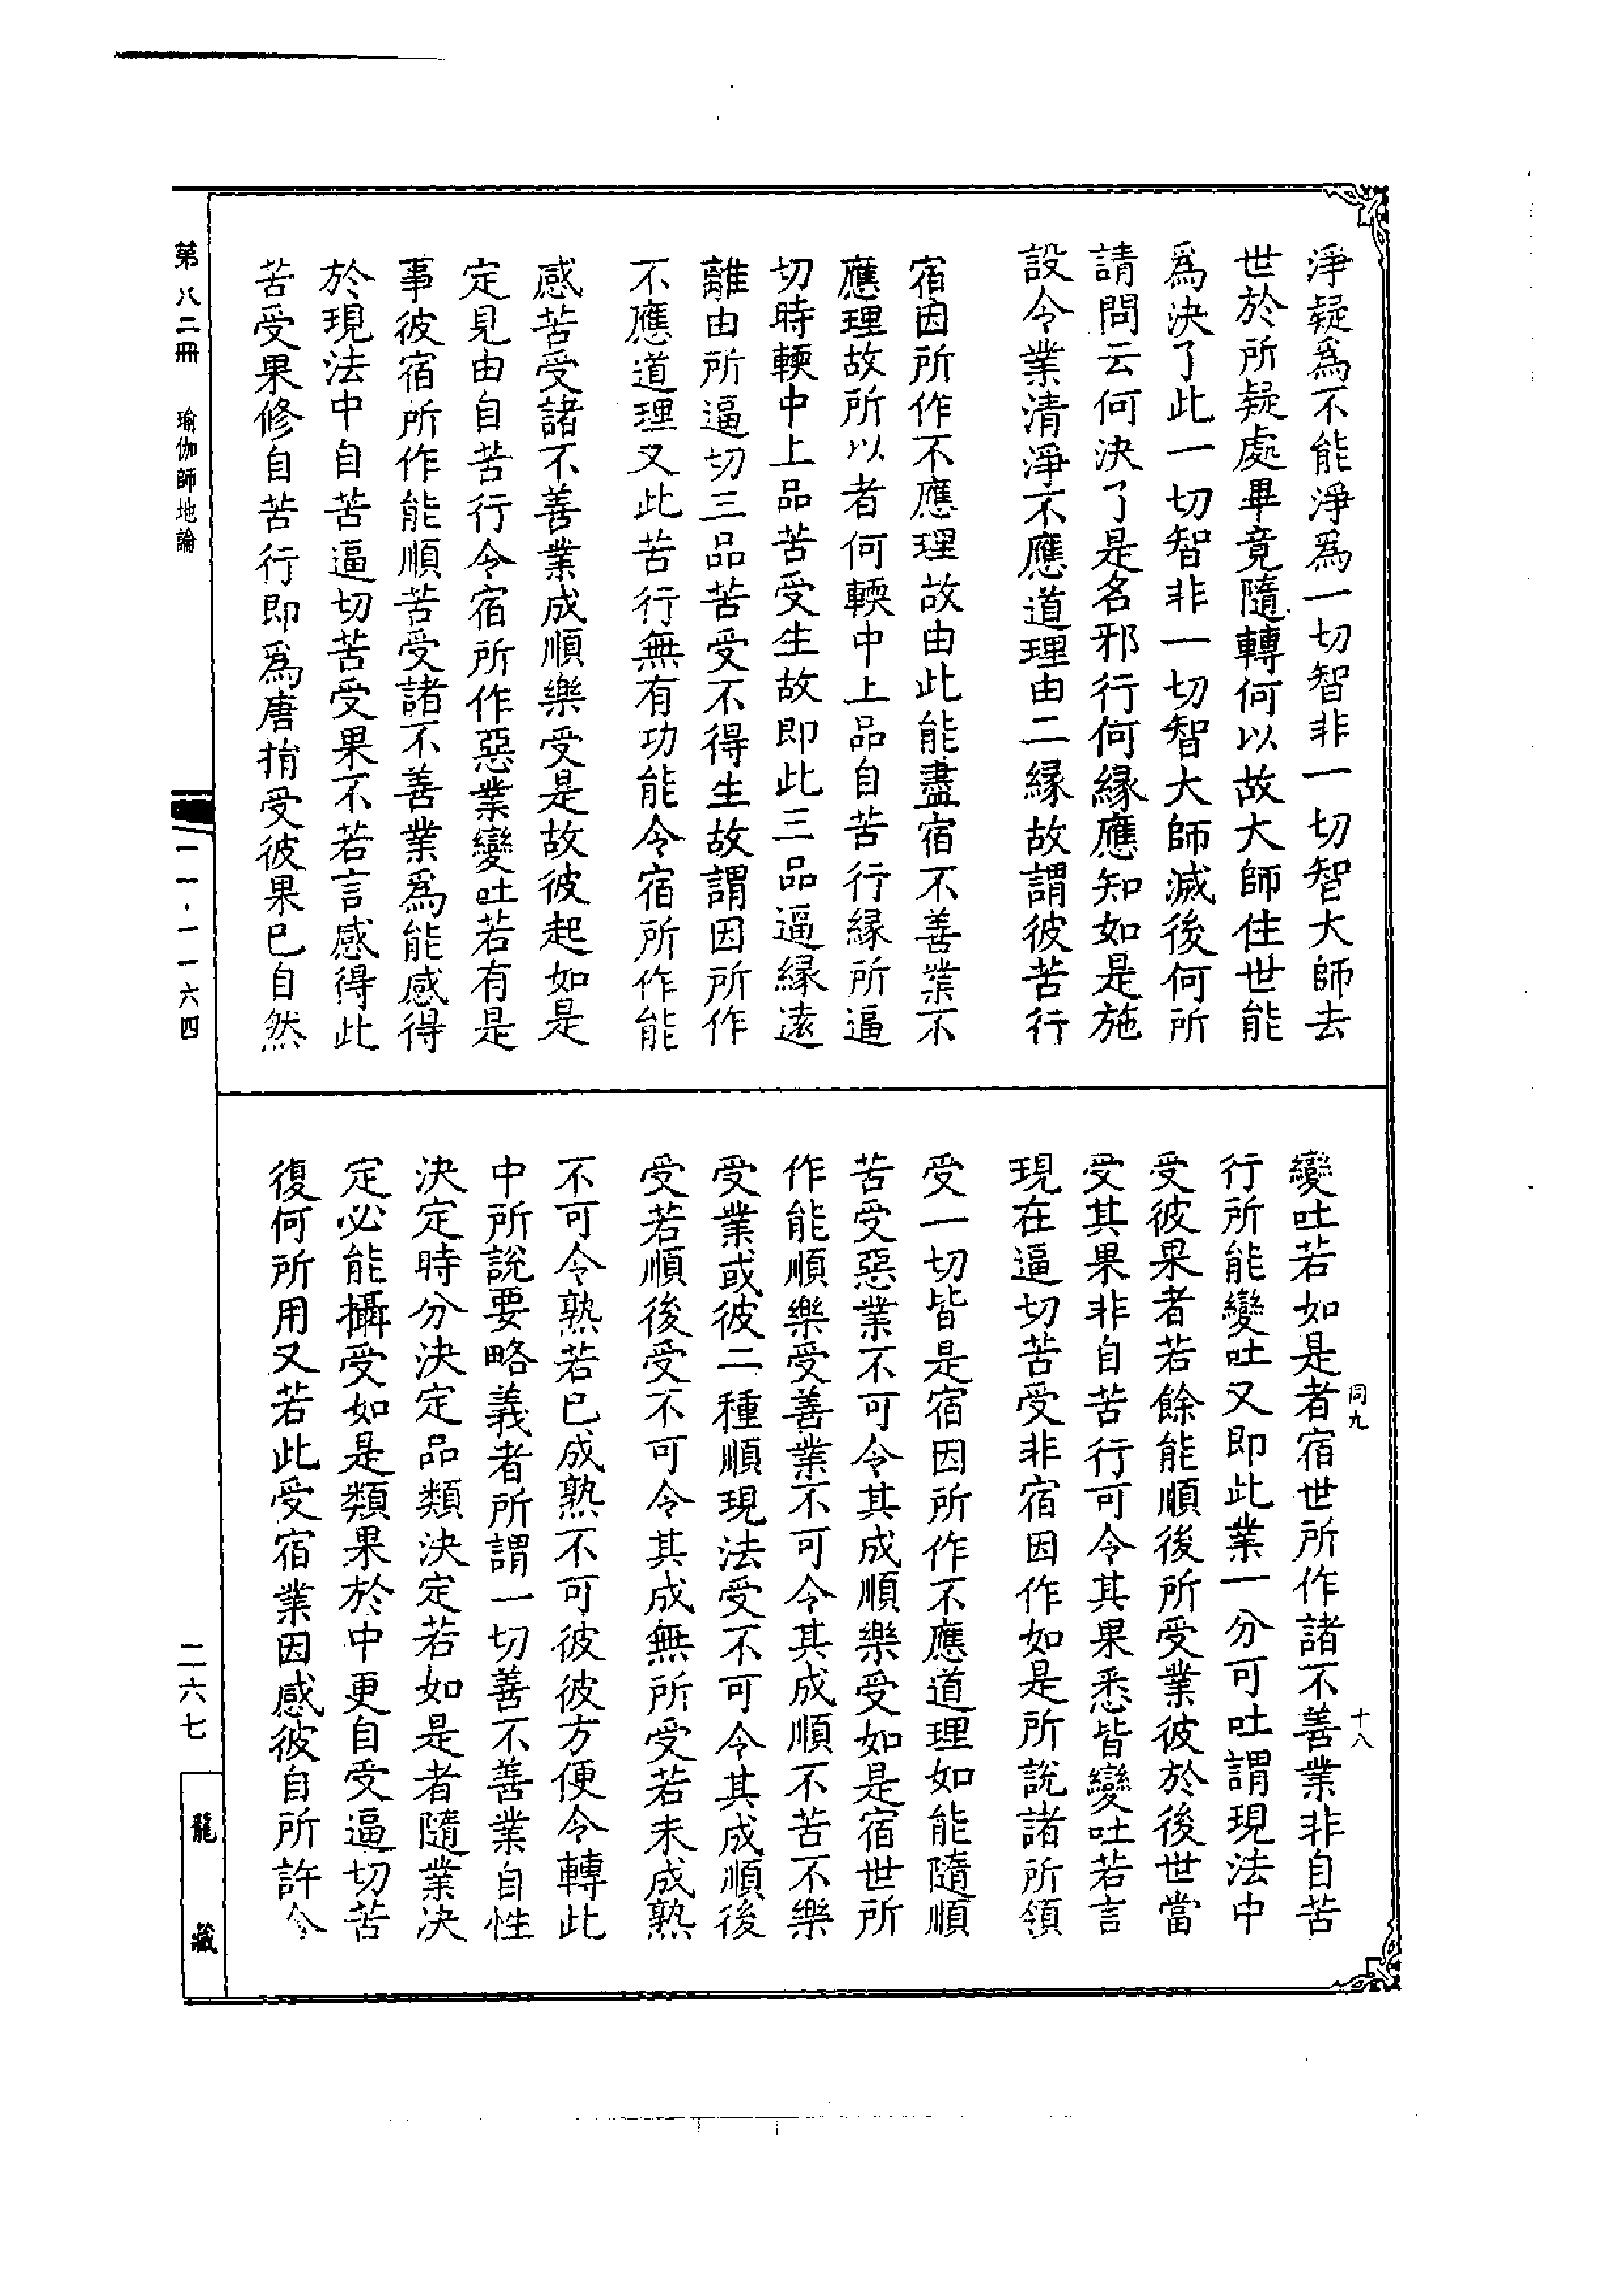 淨疑爲不能淨爲一切智非一切智大師去
世於所疑處畢竟隨轉何以故大師住世能
爲決了此一切智非一切智大師滅後何所
請問云何決了是名邪行何緣應知如是施
設令業清淨不應道理由二緣故謂彼苦行
宿因所作不應理故由此能盡宿不善業不
應理故所以者何輭中上品自苦行緣所逼
切時輭中上品苦受生故即此三品逼緣遠
離由所逼切三品苦受不得生故謂因所作
不應道理又此苦行無有功能令宿所作能
感苦受諸不善業成順樂受是故彼起如是
定見由自苦行令宿所作惡業變吐若有是
事彼宿所作能順苦受諸不善業爲能感得
於現法中自苦逼切苦受果不若言感得此
苦受果修自苦行即爲唐捐受彼果已自然
變吐若如是者宿世所作諸不善業非自苦
行所能變吐又即此業一分可吐謂現法中
受彼果者若餘能順後所受業彼於後世當
受其果非自苦行可令其果悉皆變吐若言
現在逼切苦受非宿因作如是所說諸所領
受一切皆是宿因所作不應道理如能隨順
苦受惡業不可令其成順樂受如是宿世所
作能順樂受善業不可令其成順不苦不樂
受業或彼二種順現法受不可令其成順後
受若順後受不可令其成無所受若未成熟
不可令熟若已成熟不可彼彼方便令轉此
中所說要略義者所謂一切善不善業自性
決定時分決定品類決定若如是者隨業決
定必能攝受如是類果於中更自受逼切苦
復何所用又若此受宿業因感彼自所許令
同九
十八
第八二冊 瑜伽師地論
一一·一一六四
二六七
龍藏